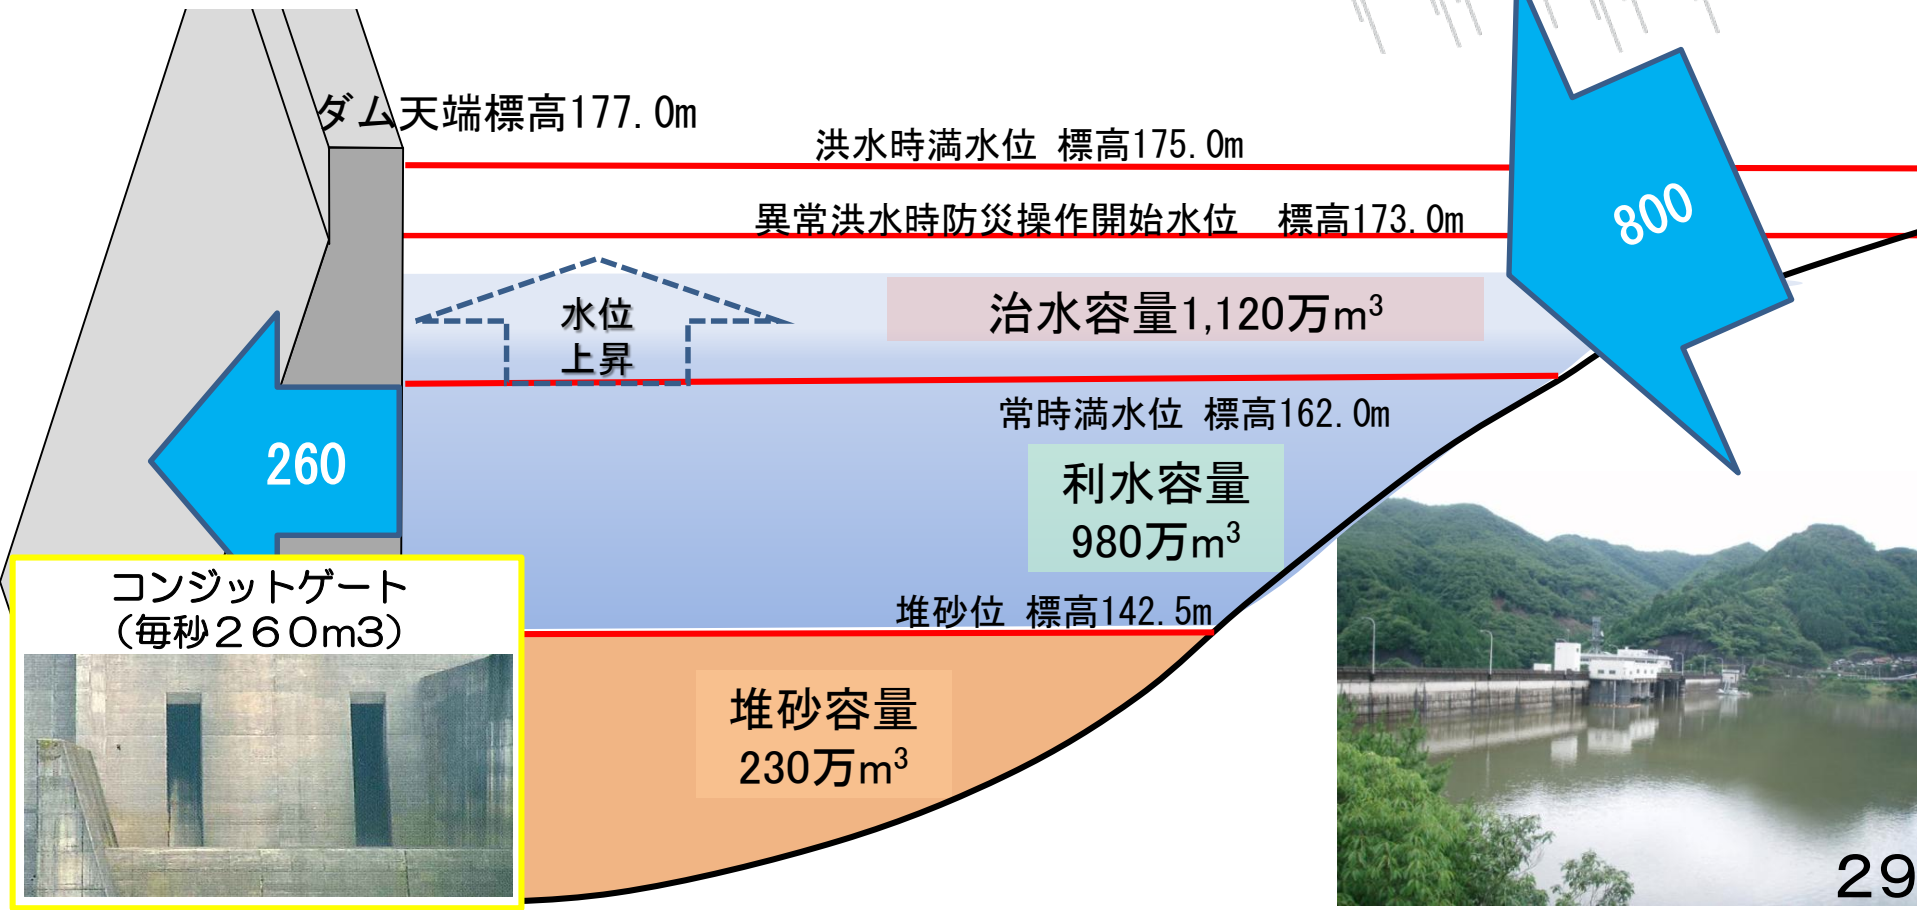 ダム天端標高177.0m
洪水時満水位 標高175.0m
異常洪水時防災操作開始水位　標高173.0m
800
治水容量1,120万m³
水位
上昇
常時満水位 標高162.0m
260
利水容量
980万m³
コンジットゲート
（毎秒２６０m3）
堆砂位 標高142.5m
堆砂容量
230万m³
29